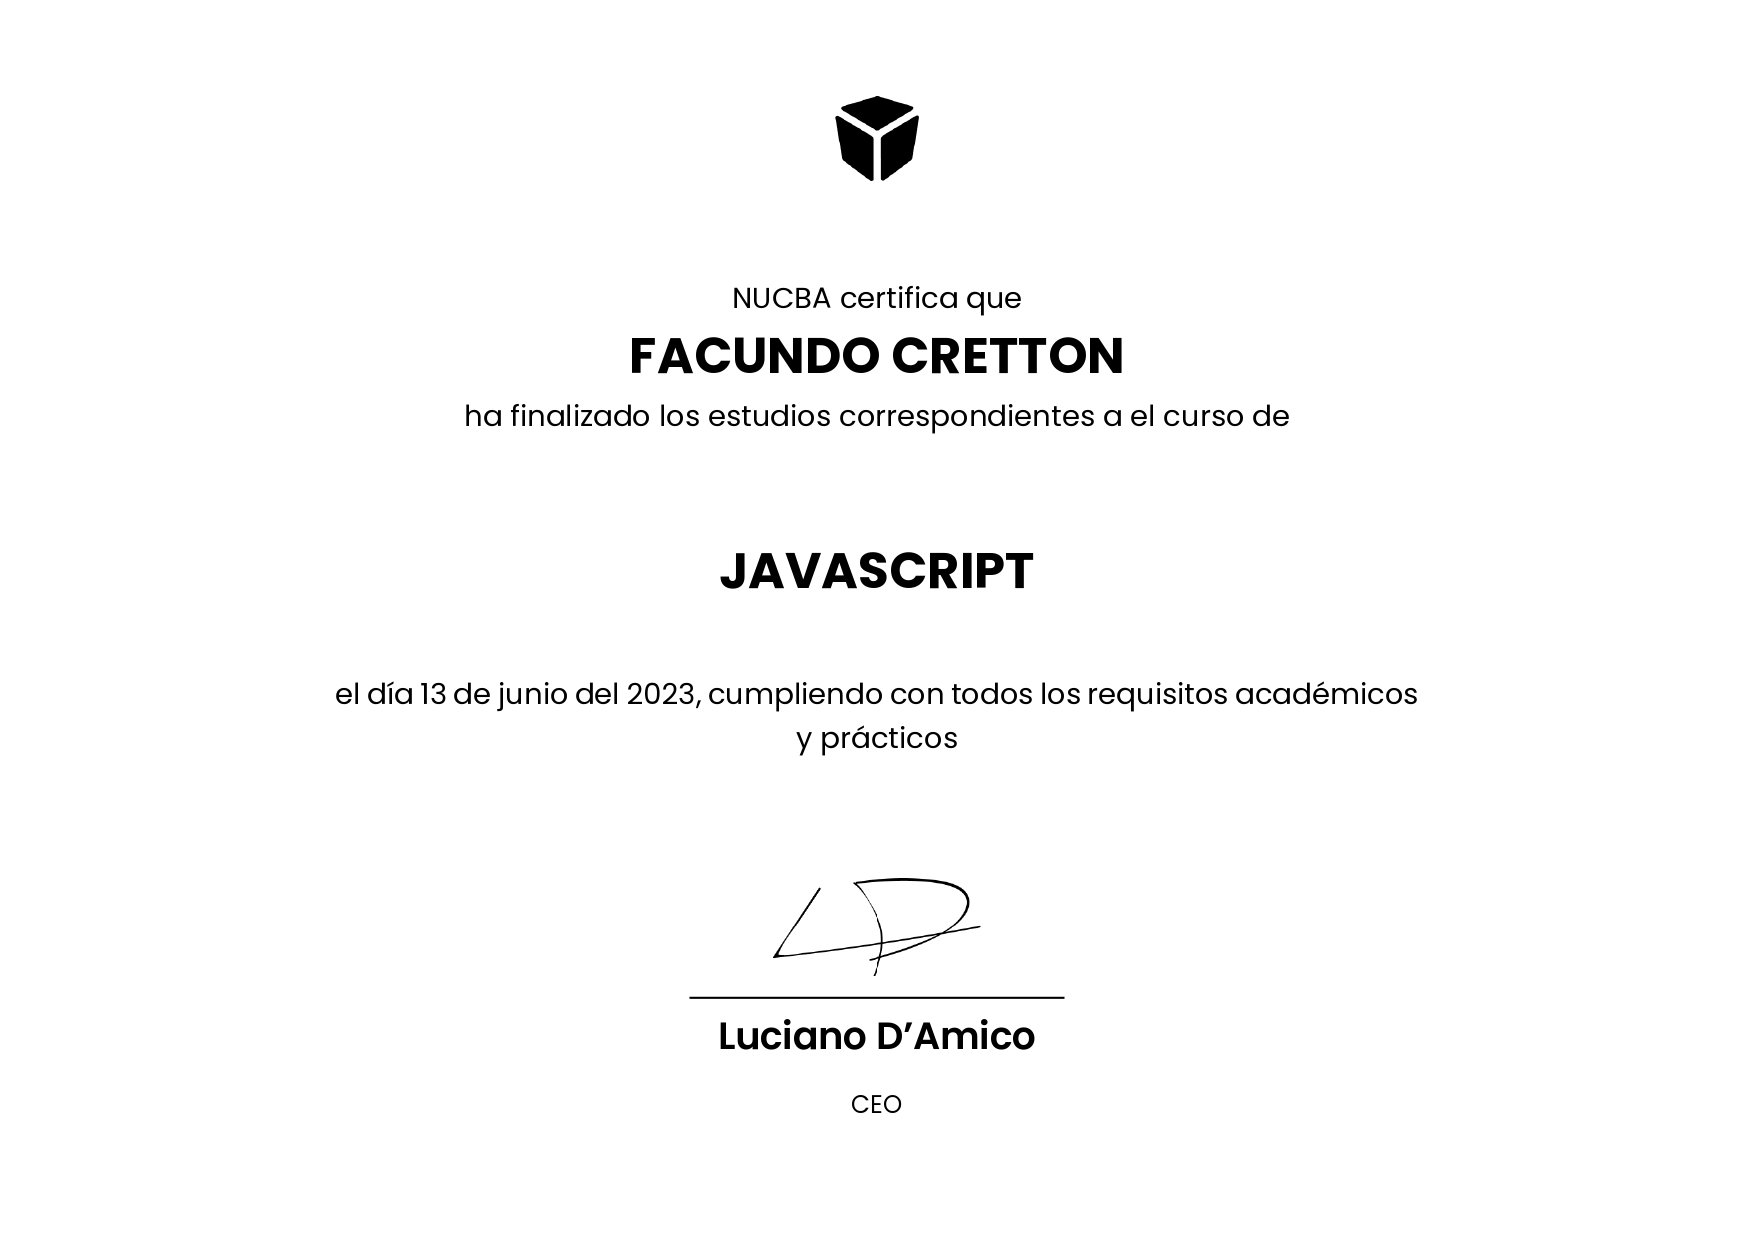 NUCBA certifica que
FACUNDO CRETTON
ha finalizado los estudios correspondientes a el curso de
JAVASCRIPT
el día 13 de junio del 2023, cumpliendo con todos los requisitos académicos
y prácticos
Luciano D’Amico
CEO